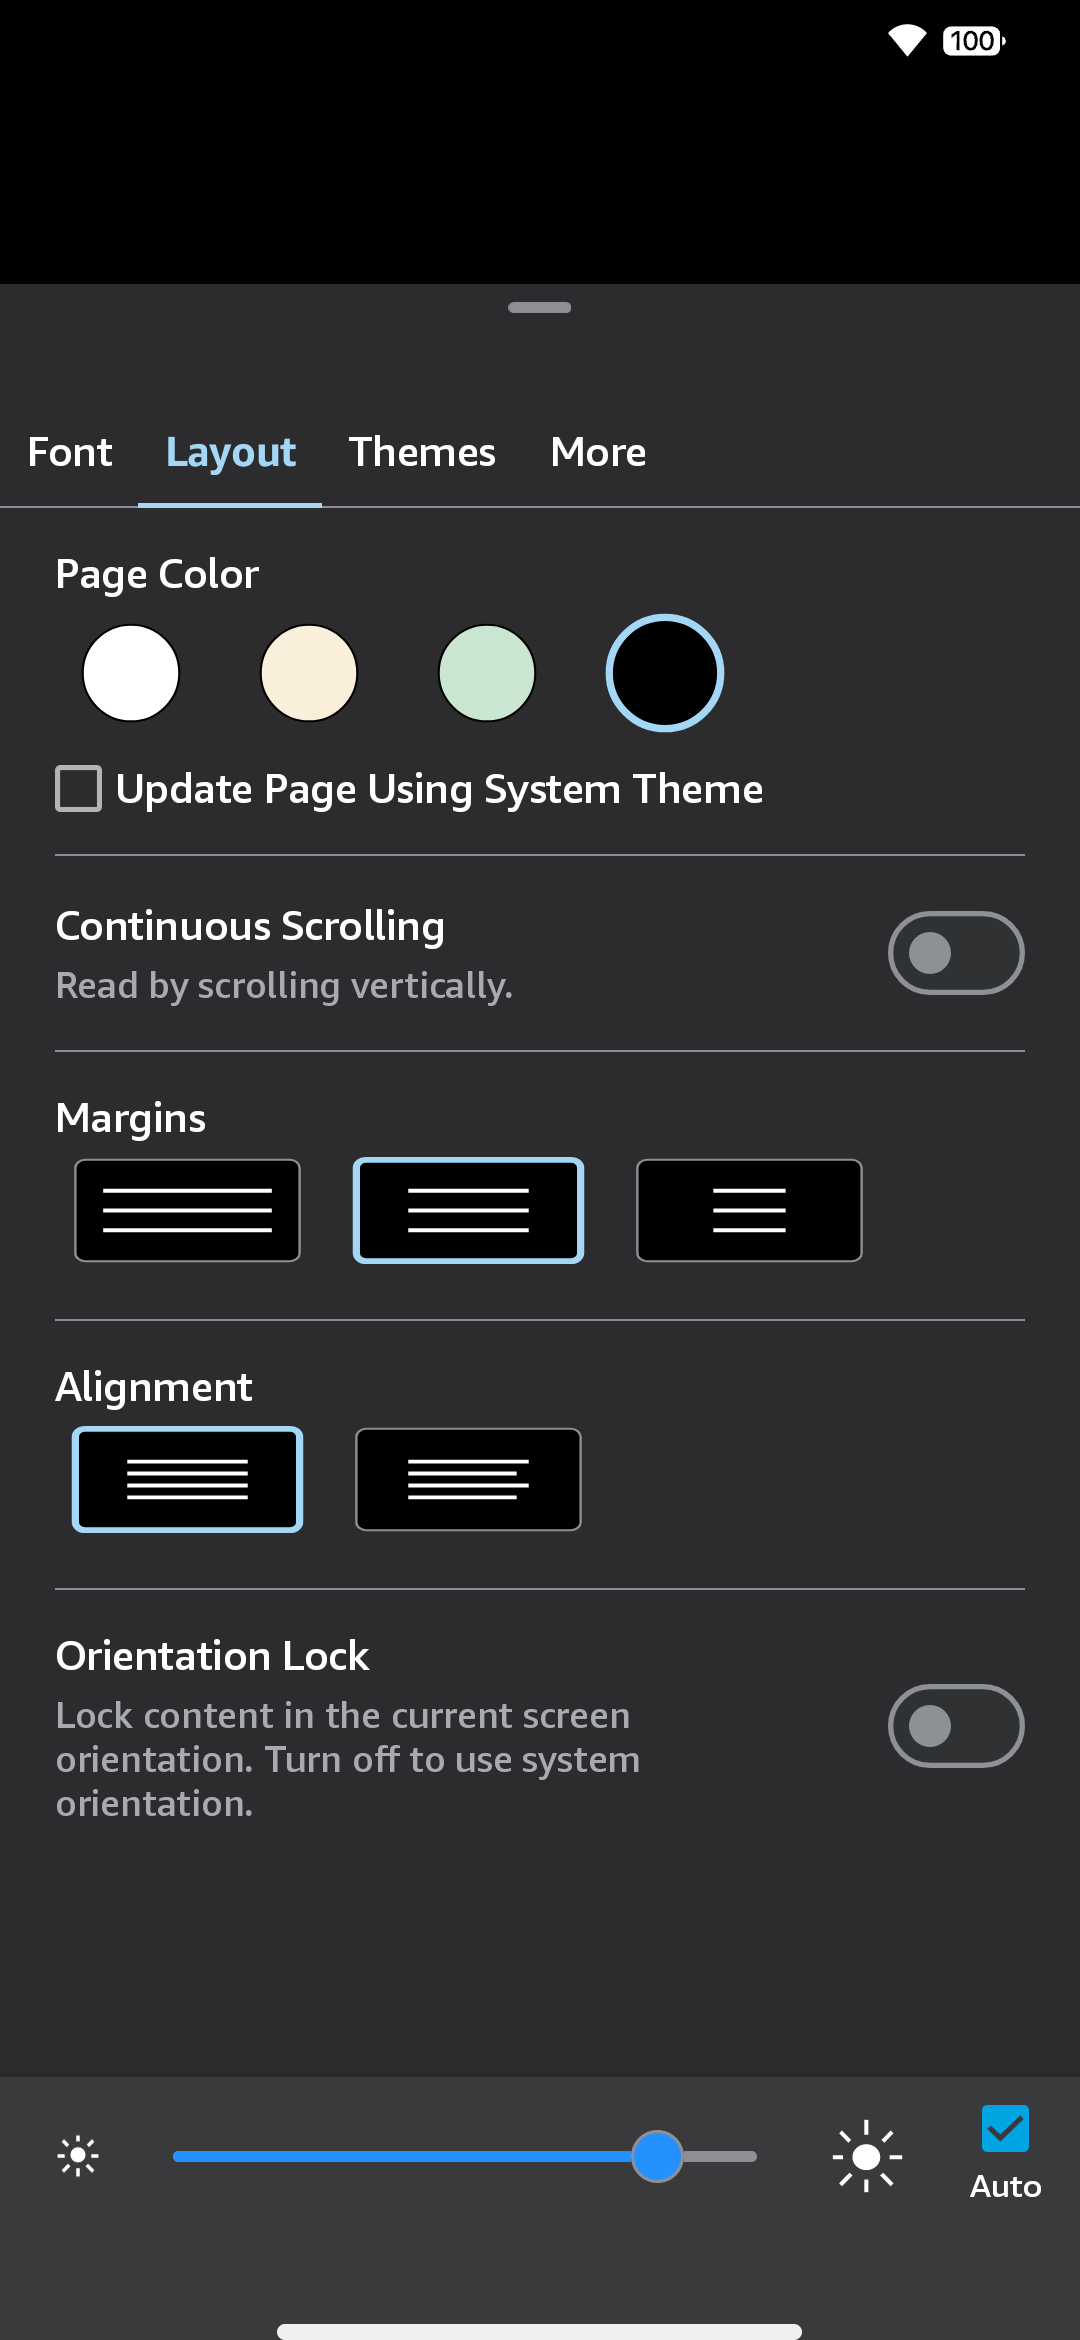 100
Font Layout Themes More
Page Color
Update Page Using System Theme
Continuous Scrolling
Read by scrolling vertically.
Margins
Alignment
Orientation Lock
Lock content in the current screen
orientation. Turn off to use system
orientation.
Auto